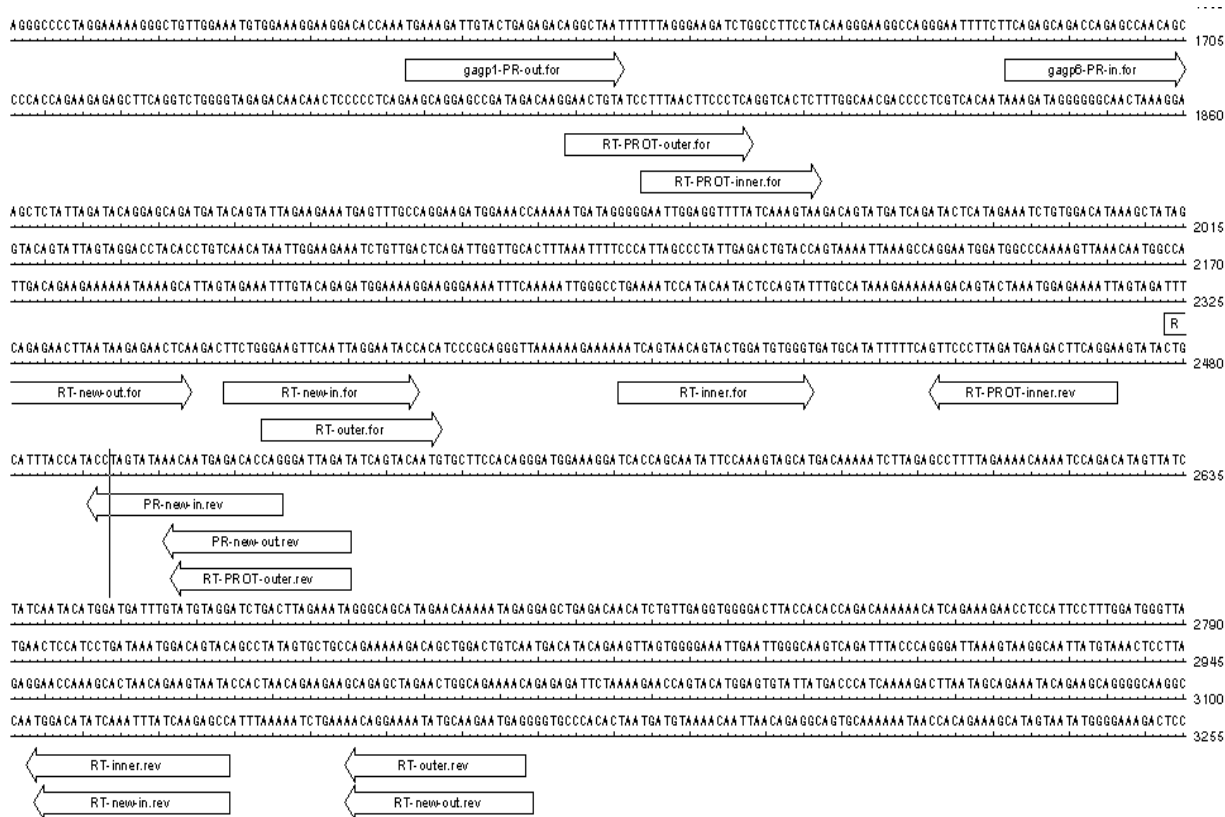 AGGGCCCCTAGGAAAAAGGGCTGTTGGAAATGTGGAAAGGAAGGACACCAAATGAAAGATTGTACTGAGAGACAGGCTAATTTTTTAGGGAAGATCTGGCCTTCCTACAAGGGAAGGCCAGGGAATTTTCTTCAGAGCAGACCAGAGCCAACAGC
1705
gagp1-PR-out.for gagp6-PR-in.for
CCCACCAGAAGAGAGCTTCAGGTCTGGGGTAGAGACAACAACTCCCCCTCAGAAGCAGGAGCCGATAGACAAGGAACTGTATCCTTTAACTTCCCTCAGGTCACTCTTTGGCAACGACCCCTCGTCACAATAAAGATAGGGGGGCAACTAAAGGA
1860
RT-PROT-outer.for
RT-PROT-inner.for
AGCTCTATTAGATACAGGAGCAGATGATACAGTATTAGAAGAAATGAGTTTGCCAGGAAGATGGAAACCAAAAATGATAGGGGGAATTGGAGGTTTTATCAAAGTAAGACAGTATGATCAGATACTCATAGAAATCTGTGGACATAAAGCTATAG
2015
GTACAGTATTAGTAGGACCTACACCTGTCAACATAATTGGAAGAAATCTGTTGACTCAGATTGGTTGCACTTTAAATTTTCCCATTAGCCCTATTGAGACTGTACCAGTAAAATTAAAGCCAGGAATGGATGGCCCAAAAGTTAAACAATGGCCA
2170
TTGACAGAAGAAAAAATAAAAGCATTAGTAGAAATTTGTACAGAGATGGAAAAGGAAGGGAAAATTTCAAAAATTGGGCCTGAAAATCCATACAATACTCCAGTATTTGCCATAAAGAAAAAAGACAGTACTAAATGGAGAAAATTAGTAGATTT
2325
R
CAGAGAACTTAATAAGAGAACTCAAGACTTCTGGGAAGTTCAATTAGGAATACCACATCCCGCAGGGTTAAAAAAGAAAAAATCAGTAACAGTACTGGATGTGGGTGATGCATATTTTTCAGTTCCCTTAGATGAAGACTTCAGGAAGTATACTG
2480
RT-new-out.for RT-new-in.for RT-inner.for RT-PROT-inner.rev
RT-outer.for
CATTTACCATACCTAGTATAAACAATGAGACACCAGGGATTAGATATCAGTACAATGTGCTTCCACAGGGATGGAAAGGATCACCAGCAATATTCCAAAGTAGCATGACAAAAATCTTAGAGCCTTTTAGAAAACAAAATCCAGACATAGTTATC
2635
PR-new-in.rev
PR-new-out.rev
RT-PROT-outer.rev
TATCAATACATGGATGATTTGTATGTAGGATCTGACTTAGAAATAGGGCAGCATAGAACAAAAATAGAGGAGCTGAGACAACATCTGTTGAGGTGGGGACTTACCACACCAGACAAAAAACATCAGAAAGAACCTCCATTCCTTTGGATGGGTTA
2790
TGAACTCCATCCTGATAAATGGACAGTACAGCCTATAGTGCTGCCAGAAAAAGACAGCTGGACTGTCAATGACATACAGAAGTTAGTGGGGAAATTGAATTGGGCAAGTCAGATTTACCCAGGGATTAAAGTAAGGCAATTATGTAAACTCCTTA
2945
GAGGAACCAAAGCACTAACAGAAGTAATACCACTAACAGAAGAAGCAGAGCTAGAACTGGCAGAAAACAGAGAGATTCTAAAAGAACCAGTACATGGAGTGTATTATGACCCATCAAAAGACTTAATAGCAGAAATACAGAAGCAGGGGCAAGGC
3100
CAATGGACATATCAAATTTATCAAGAGCCATTTAAAAATCTGAAAACAGGAAAATATGCAAGAATGAGGGGTGCCCACACTAATGATGTAAAACAATTAACAGAGGCAGTGCAAAAAATAACCACAGAAAGCATAGTAATATGGGGAAAGACTCC
3255
RT-inner.rev RT-outer.rev
RT-new-in.rev RT-new-out.rev